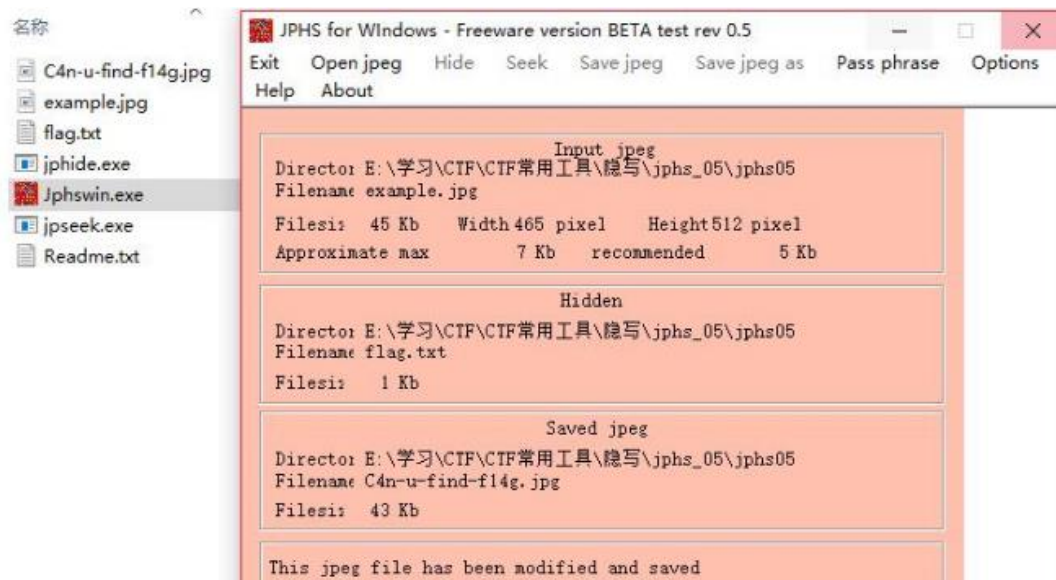 名称
C4n-u-find-f14g.jpg
example.jpg
flag.txt
jphide.exe
Jphswin.exe
jpseek.exe
Readme.txt
JPHS for WIndows - Freeware version BETA test rev 0.5
Exit Open jpeg Hide Seek Save jpeg Save jpeg as Pass phrase Options
Help About
Input jpeg
Director E:\学习\CTF\CTF常用工具\隐写\jphs_05\jphs05
Filename example.jpg
Filesiz 45 Kb Width 465 pixel Height 512 pixel
Approximate max 7 Kb recommended 5 Kb
Hidden
Director E:\学习\CTF\CTF常用工具\隐写\jphs_05\jphs05
Filename flag.txt
Filesiz 1 Kb
Saved jpeg
Director E:\学习\CTF\CTF常用工具\隐写\jphs_05\jphs05
Filename C4n-u-find-f14g.jpg
Filesiz 43 Kb
This jpeg file has been modified and saved